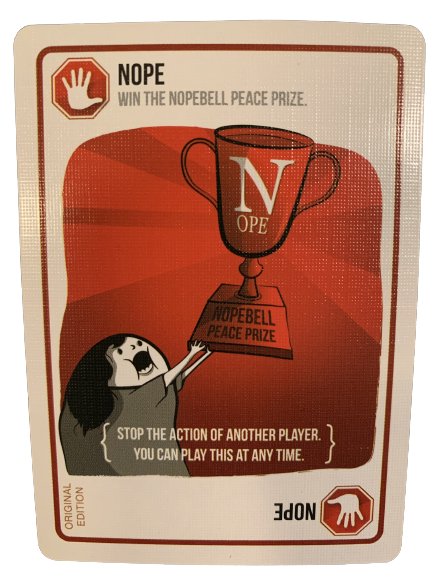 NOPE
WIN THE NOPEBELL PEACE PRIZE.
N
OPE
NOPEBELL
PEACE PRIZE
STOP THE ACTION OF ANOTHER PLAYER.
YOU CAN PLAY THIS AT ANY TIME.
ORIGINAL
EDITION
NOPE